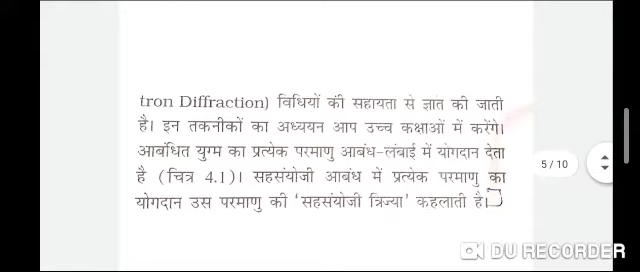 tron Diffraction) विधियों की सहायता से ज्ञात की जाती
है। इन तकनीकों का अध्ययन आप उच्च कक्षाओं में करेंगे।
आबंधित युग्म का प्रत्येक परमाणु आबंध-लंबाई में योगदान देता
है (चित्र 4.1)। सहसंयोजी आबंध में प्रत्येक परमाणु का
योगदान उस परमाणु की 'सहसंयोजी त्रिज्या' कहलाती है।
5 / 10
DU RECORDER